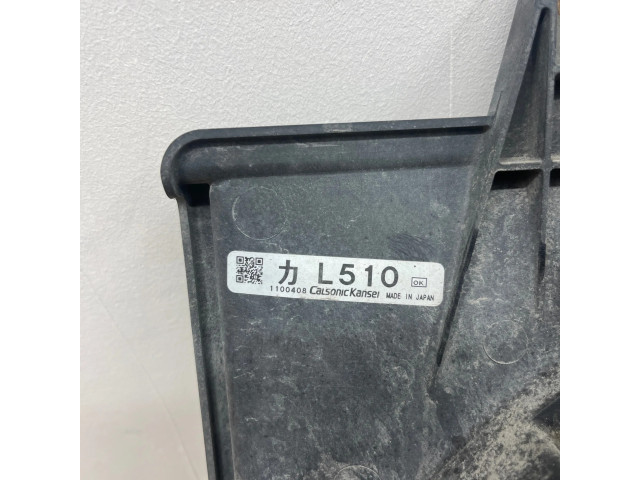 カ L510 OK
1100408 CalsonicKansei MADE IN JAPAN